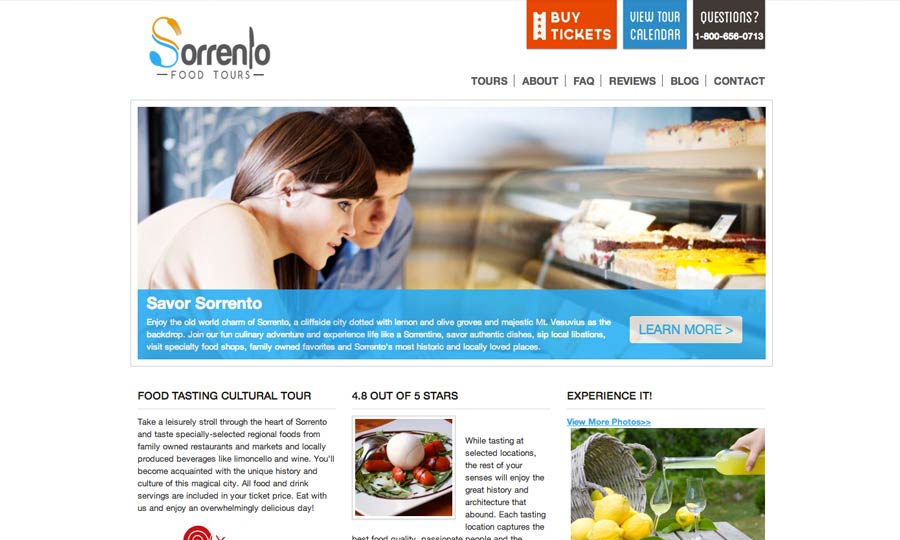 Sorrento
FOOD TOURS
BUY
TICKETS
VIEW TOUR
CALENDAR
QUESTIONS?
1-800-656-0713
TOURS | ABOUT | FAQ | REVIEWS | BLOG | CONTACT
Savor Sorrento
Enjoy the old world charm of Sorrento, a cliffside city dotted with lemon and olive groves and majestic Mt. Vesuvius as the
backdrop. Join our fun culinary adventure and experience life like a Sorrentine, savor authentic dishes, sip local libations,
visit specialty food shops, family owned favorites and Sorrento's most historic and locally loved places.
LEARN MORE >
FOOD TASTING CULTURAL TOUR
Take a leisurely stroll through the heart of Sorrento
and taste specially-selected regional foods from
family owned restaurants and markets and locally
produced beverages like limoncello and wine. You'll
become acquainted with the unique history and
culture of this magical city. All food and drink
servings are included in your ticket price. Eat with
us and enjoy an overwhelmingly delicious day!
4.8 OUT OF 5 STARS
While tasting at
selected locations,
the rest of your
senses will enjoy the
great history and
architecture that
abound. Each tasting
location captures the
best food quality, passionate people and the
EXPERIENCE IT!
View More Photos>>